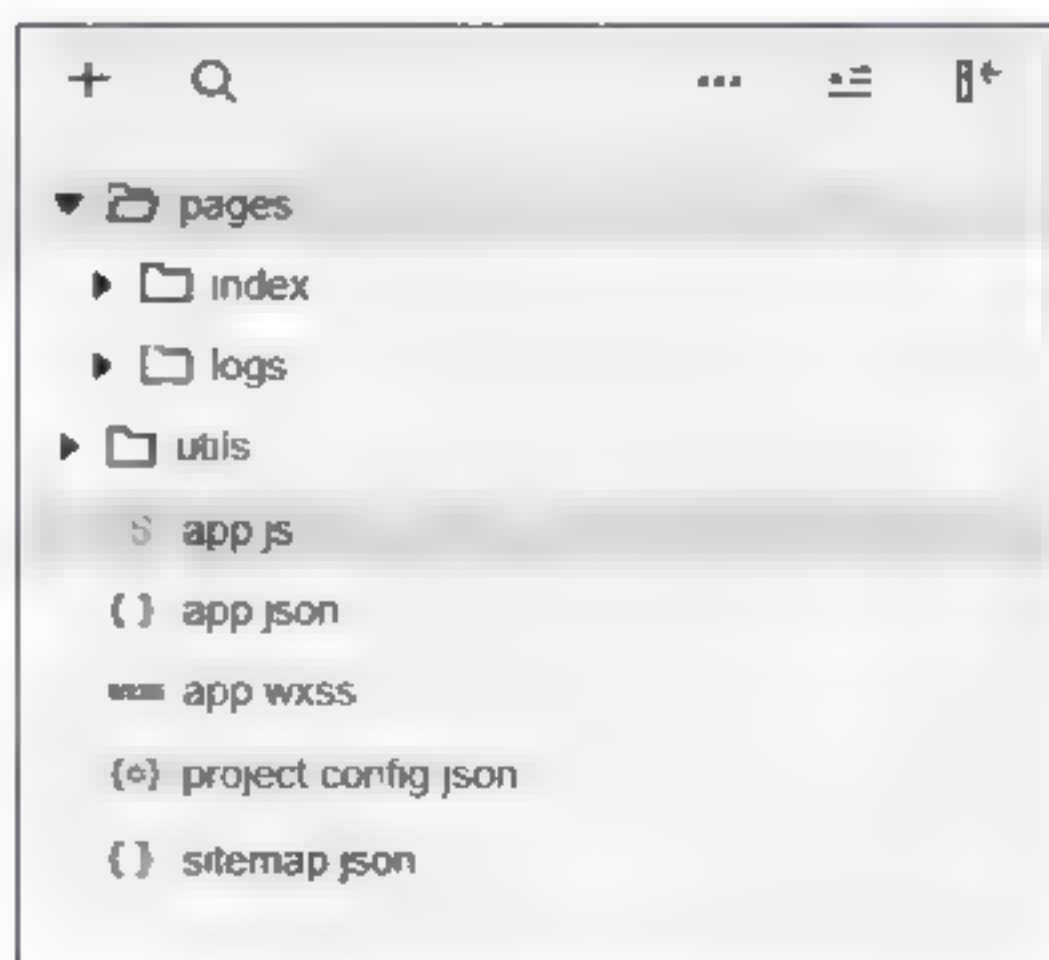 pages
index
logs
utils
app js
app json
app wxss
project config json
sitemap json